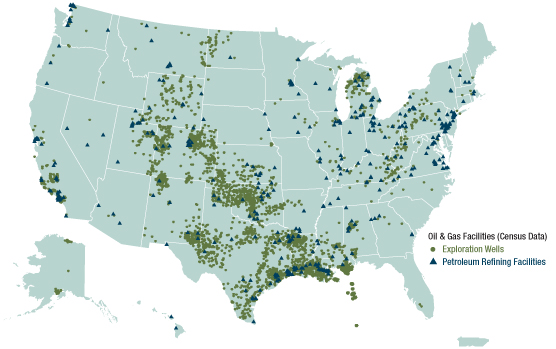 Oil & Gas Facilities (Census Data)
Exploration Wells
Petroleum Refining Facilities